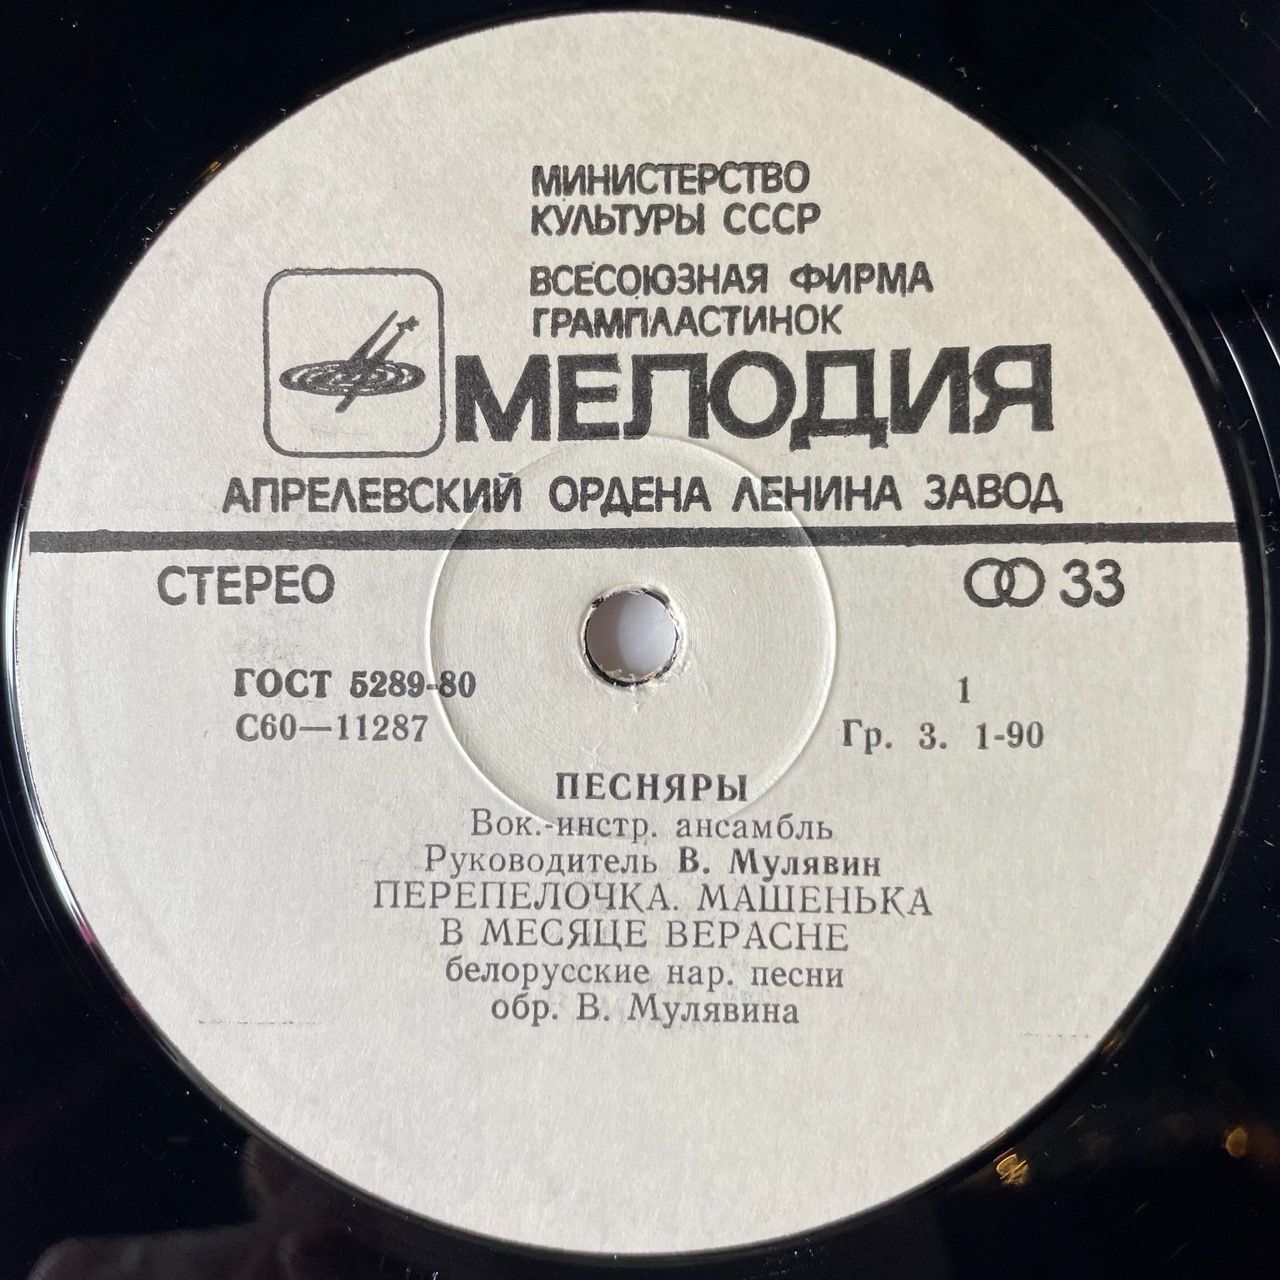 МИНИСТЕРСТВО
КУЛЬТУРЫ СССР
ВСЕСОЮЗНАЯ ФИРМА
ГРАМПЛАСТИНОК
МЕЛОДИЯ
АПРЕЛЕВСКИЙ ОРДЕНА ЛЕНИНА ЗАВОД
СТЕРЕО 33
ГОСТ 5289-80 1
С60—11287 Гр. 3. 1-90
ПЕСНЯРЫ
Вок.-инстр. ансамбль
Руководитель В. Мулявин
ПЕРЕПЕЛОЧКА. МАШЕНЬКА
В МЕСЯЦЕ ВЕРАСНЕ
белорусские нар. песни
обр. В. Мулявина